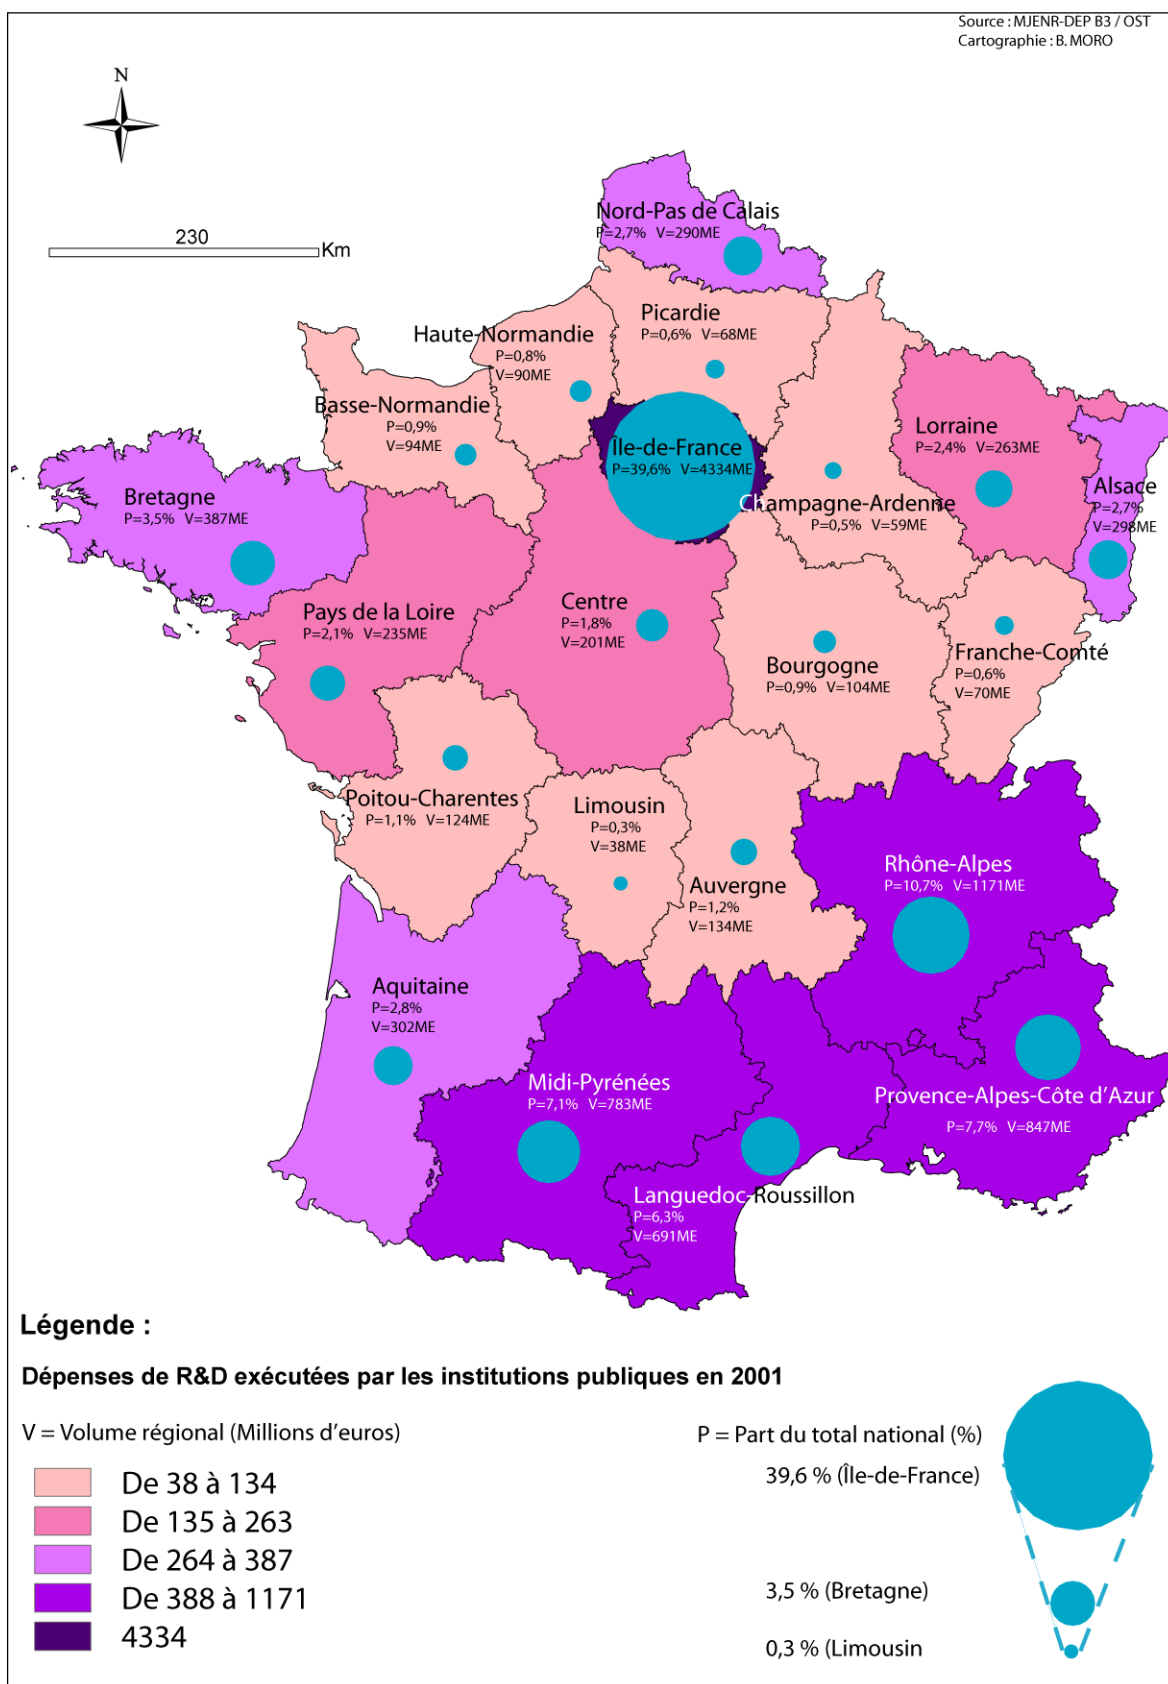 Source : MJENR-DEP B3 / OST
Cartographie : B. MORO
N
230
Km
Nord-Pas de Calais
P=2,7% V=290ME
Picardie
P=0,6% V=68ME
Haute-Normandie
P=0,8%
V=90ME
Basse-Normandie
P=0,9%
V=94ME
Île-de-France
P=39,6% V=4334ME
Lorraine
P=2,4% V=263ME
Alsace
P=2,7%
V=298ME
Champagne-Ardenne
P=0,5% V=59ME
Bretagne
P=3,5% V=387ME
Pays de la Loire
P=2,1% V=235ME
Centre
P=1,8%
V=201ME
Bourgogne
P=0,9% V=104ME
Franche-Comté
P=0,6%
V=70ME
Poitou-Charentes
P=1,1% V=124ME
Limousin
P=0,3%
V=38ME
Auvergne
P=1,2%
V=134ME
Rhône-Alpes
P=10,7% V=1171ME
Aquitaine
P=2,8%
V=302ME
Midi-Pyrénées
P=7,1% V=783ME
Provence-Alpes-Côte d'Azur
P=7,7% V=847ME
Languedoc-Roussillon
P=6,3%
V=691ME
Légende :
Dépenses de R&D exécutées par les institutions publiques en 2001
V = Volume régional (Millions d'euros)
De 38 à 134
De 135 à 263
De 264 à 387
De 388 à 1171
4334
P = Part du total national (%)
39,6 % (Île-de-France)
3,5 % (Bretagne)
0,3 % (Limousin